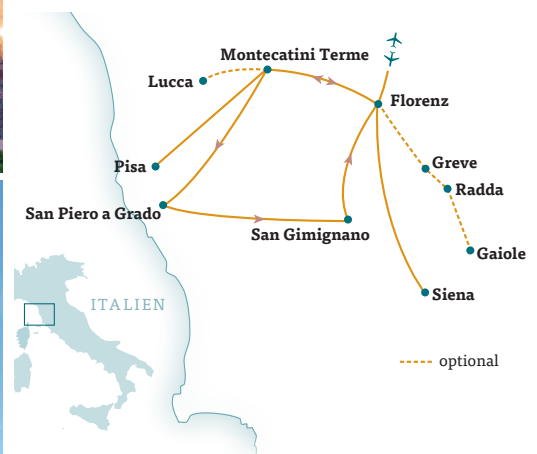 Montecatini Terme
Lucca
Florenz
Greve
Pisa
Radda
San Piero a Grado
San Gimignano
Gaiole
Siena
ITALIEN
optional